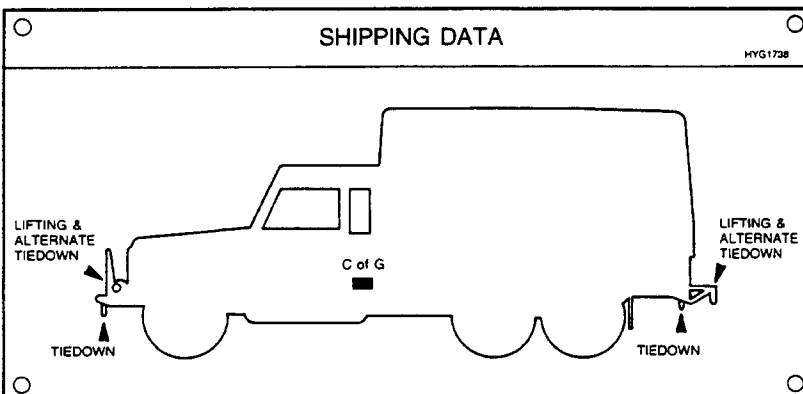 SHIPPING DATA
HYG1738
LIFTING &
ALTERNATE
TIEDOWN
C of G
LIFTING &
ALTERNATE
TIEDOWN
TIEDOWN
TIEDOWN